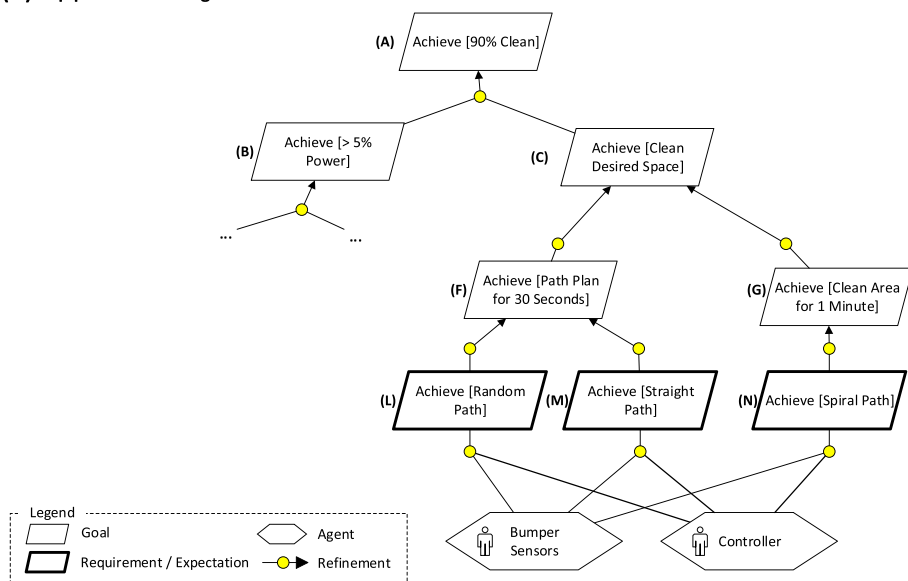 (A)
Achieve [90% Clean]
(B)
Achieve [> 5%
Power]
(C)
Achieve [Clean
Desired Space]
...
...
(F)
Achieve [Path Plan
for 30 Seconds]
(G)
Achieve [Clean Area
for 1 Minute]
(L)
Achieve [Random
Path]
(M)
Achieve [Straight
Path]
(N)
Achieve [Spiral Path]
Bumper
Sensors
Controller
Legend
Goal
Agent
Requirement / Expectation
Refinement